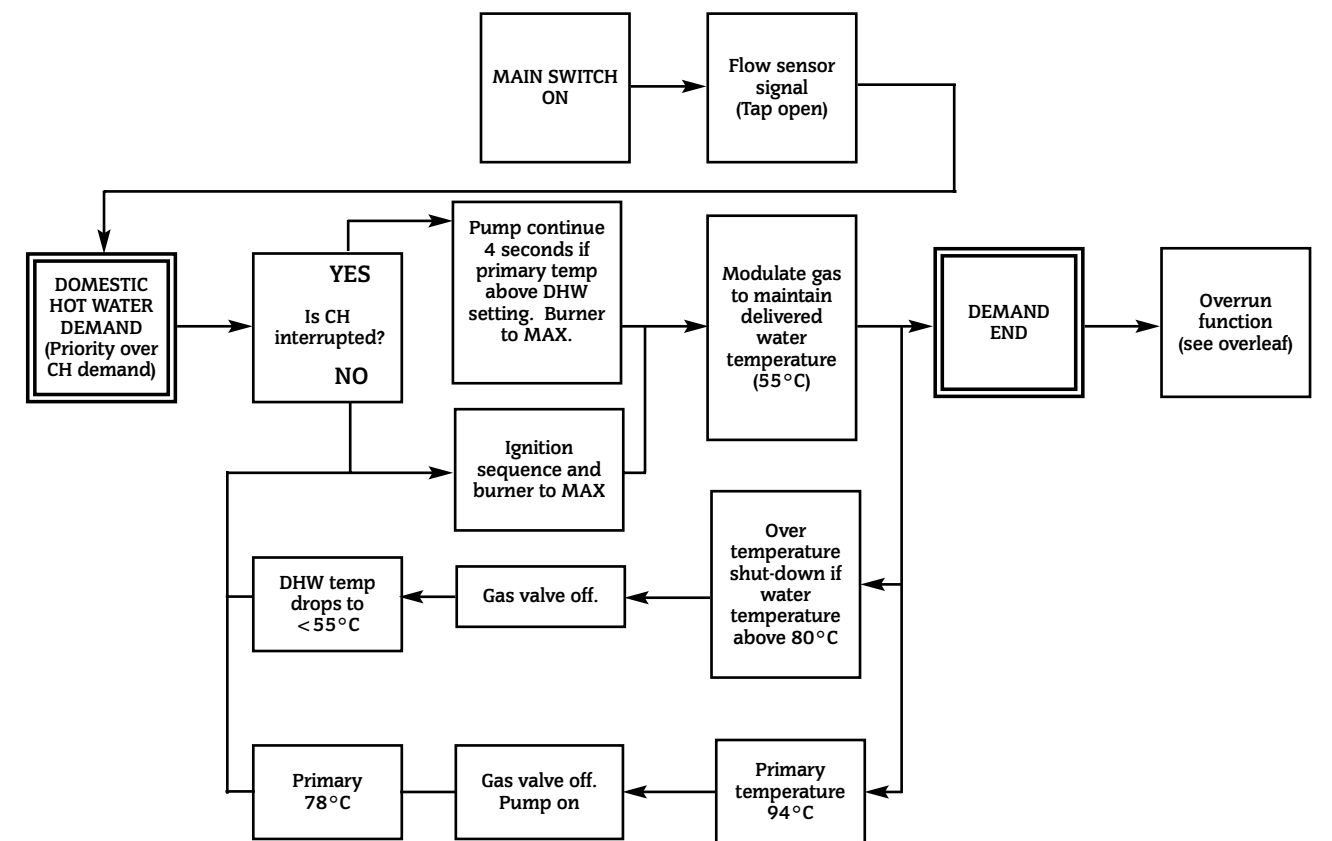 MAIN SWITCH
ON
Flow sensor
signal
(Tap open)
DOMESTIC
HOT WATER
DEMAND
(Priority over
CH demand)
YES
Is CH
interrupted?
NO
Pump continue
4 seconds if
primary temp
above DHW
setting. Burner
to MAX.
Ignition
sequence and
burner to MAX
Modulate gas
to maintain
delivered
water
temperature
(55°C)
DEMAND
END
Overrun
function
(see overleaf)
Over
temperature
shut-down if
water
temperature
above 80°C
Gas valve off.
DHW temp
drops to
<55°C
Primary
temperature
94°C
Gas valve off.
Pump on
Primary
78°C